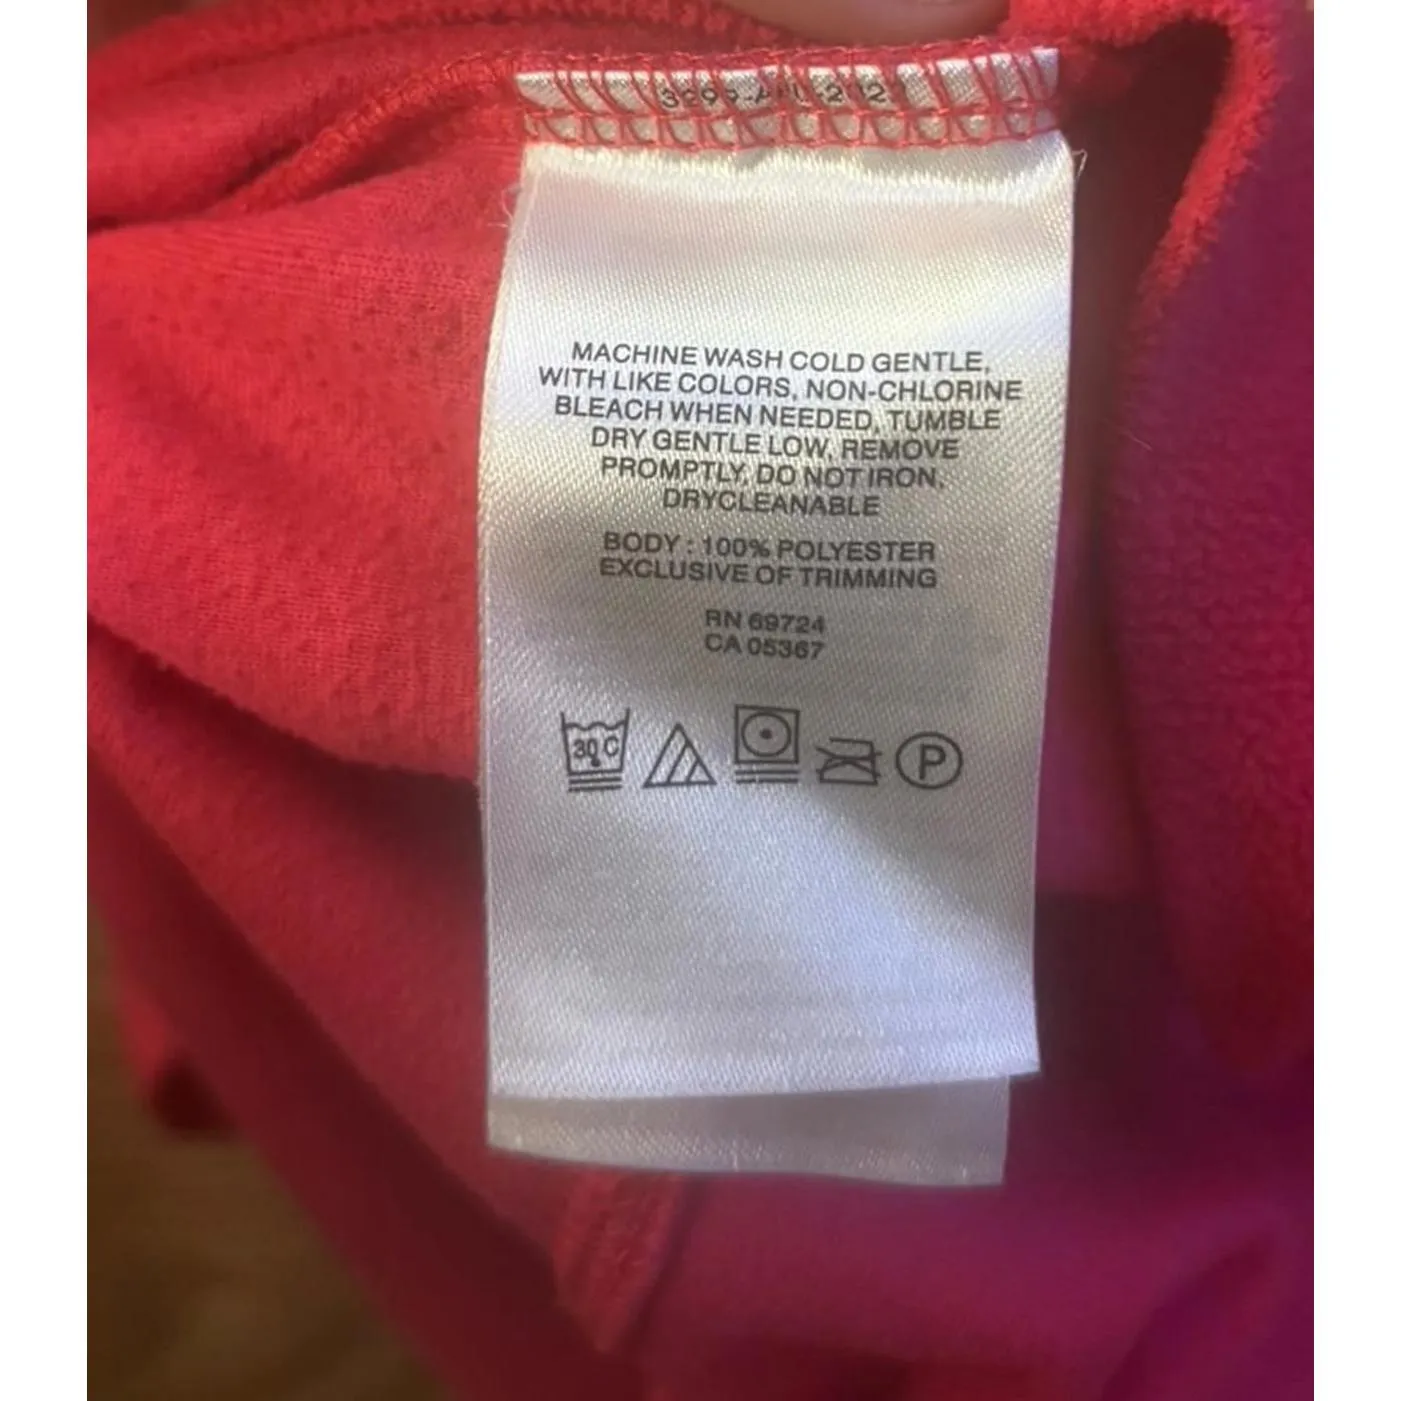 MACHINE WASH COLD GENTLE,
WITH LIKE COLORS, NON-CHLORINE
BLEACH WHEN NEEDED, TUMBLE
DRY GENTLE LOW, REMOVE
PROMPTLY, DO NOT IRON,
DRYCLEANABLE
BODY : 100% POLYESTER
EXCLUSIVE OF TRIMMING
RN 69724
CA 05367
30 C P